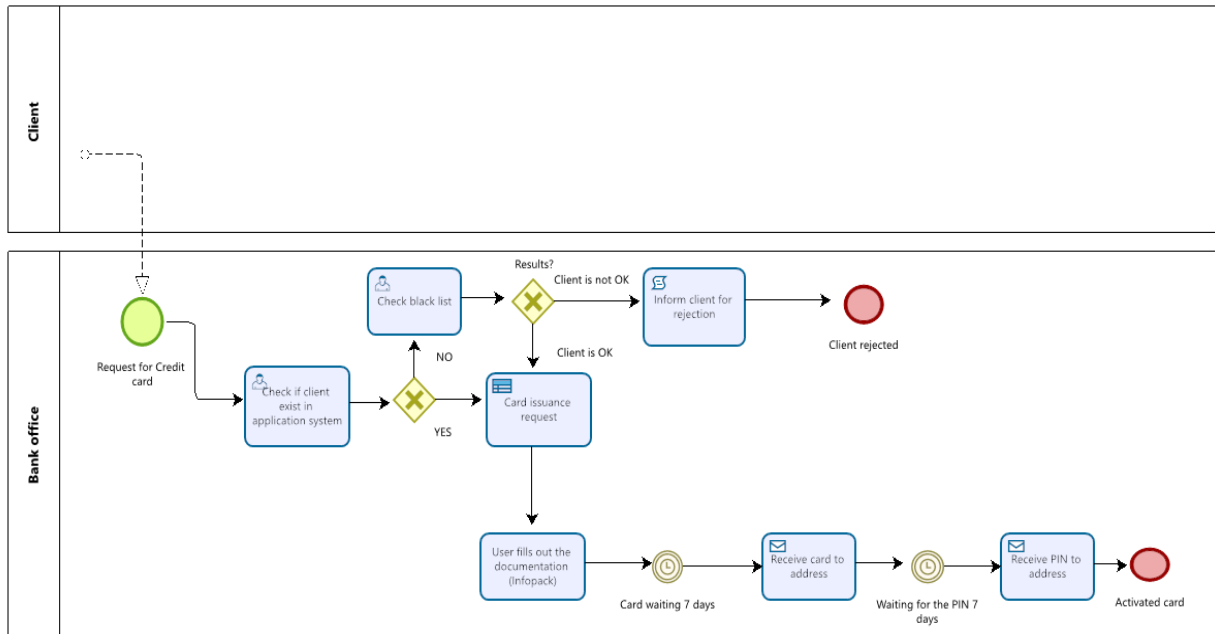 Client
Bank office
Request for Credit
card
Check if client
exist in
application system
NO
YES
Check black list
Results?
Client is not OK
Client is OK
Inform client for
rejection
Client rejected
Card issuance
request
User fills out the
documentation
(Infopack)
Card waiting 7 days
Receive card to
address
Waiting for the PIN 7
days
Receive PIN to
address
Activated card